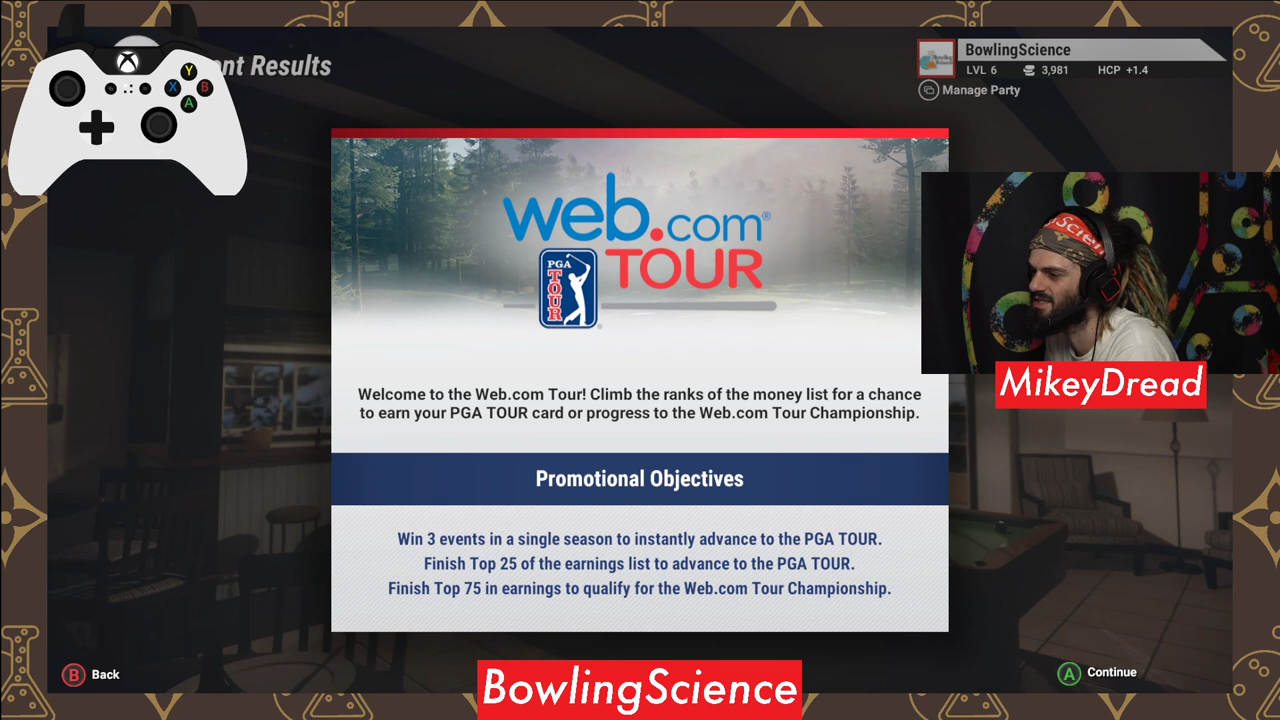 nt Results
BowlingScience
LVL 6
3,981
HCP +1.4
Manage Party
Y
X
B
A
web.com®
TOUR
PGA
TOUR
Welcome to the Web.com Tour! Climb the ranks of the money list for a chance
to earn your PGA TOUR card or progress to the Web.com Tour Championship.
MikeyDread
Promotional Objectives
Win 3 events in a single season to instantly advance to the PGA TOUR.
Finish Top 25 of the earnings list to advance to the PGA TOUR.
Finish Top 75 in earnings to qualify for the Web.com Tour Championship.
B Back
A Continue
BowlingScience